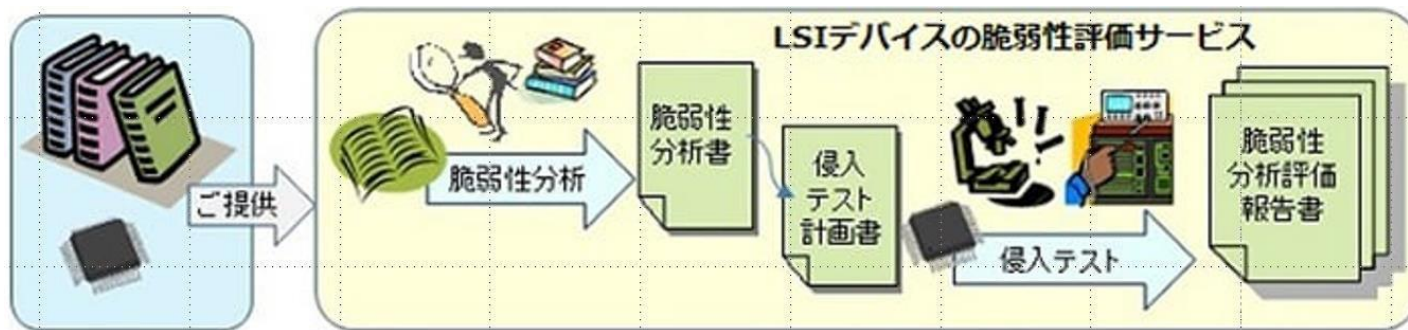 LSIデバイスの脆弱性評価サービス
ご提供
脆弱性分析
脆弱性
分析書
侵入
テスト
計画書
侵入テスト
脆弱性
分析評価
報告書